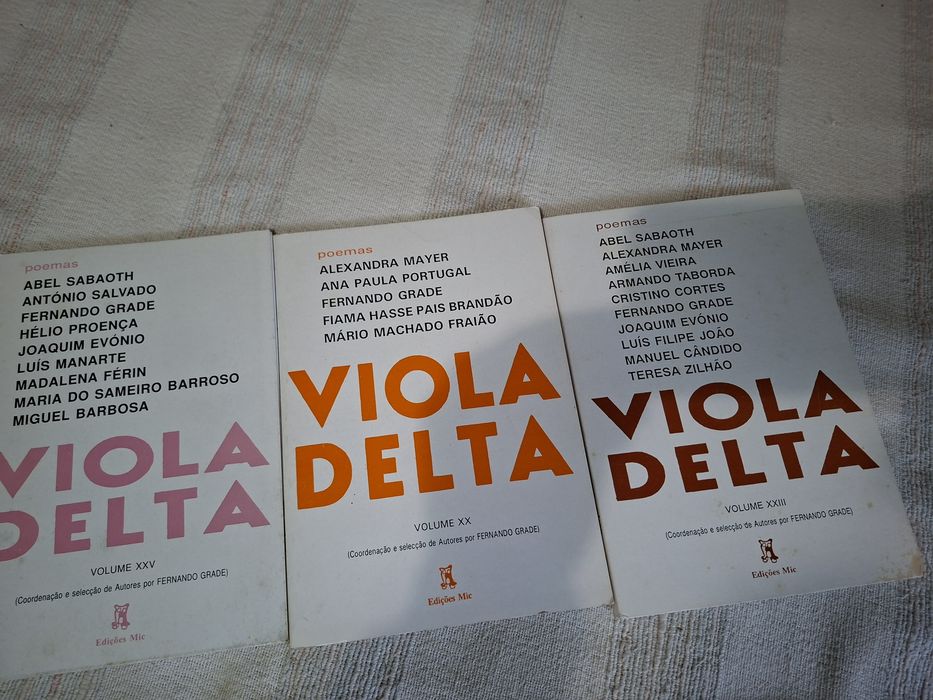 poemas
ABEL SABAOTH
ANTÓNIO SALVADO
FERNANDO GRADE
HÉLIO PROENÇA
JOAQUIM EVÓNIO
LUÍS MANARTE
MADALENA FÉRIN
MARIA DO SAMEIRO BARROSO
MIGUEL BARBOSA
VIOLA
DELTA
VOLUME XXV
(Coordenação e selecção de Autores por FERNANDO GRADE)
Edições Mic
poemas
ALEXANDRA MAYER
ANA PAULA PORTUGAL
FERNANDO GRADE
FIAMA HASSE PAIS BRANDÃO
MÁRIO MACHADO FRAIÃO
VIOLA
DELTA
VOLUME XX
(Coordenação e selecção de Autores por FERNANDO GRADE)
Edições Mic
poemas
ABEL SABAOTH
ALEXANDRA MAYER
AMÉLIA VIEIRA
ARMANDO TABORDA
CRISTINO CORTES
FERNANDO GRADE
JOAQUIM EVÓNIO
LUÍS FILIPE JOÃO
MANUEL CÂNDIDO
TERESA ZILHÃO
VIOLA
DELTA
VOLUME XXIII
(Coordenação e selecção de Autores por FERNANDO GRADE)
Edições Mic